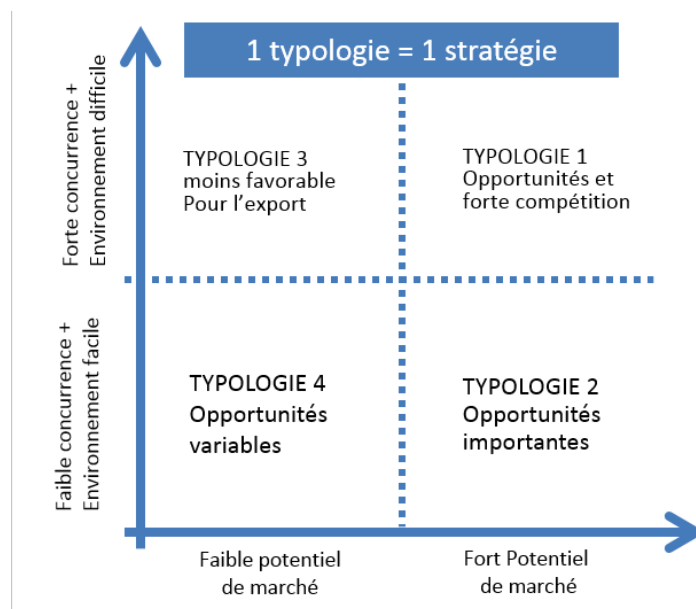 1 typologie = 1 stratégie
Forte concurrence +
Environnement difficile
TYPOLOGIE 3
moins favorable
Pour l'export
TYPOLOGIE 1
Opportunités et
forte compétition
Faible concurrence +
Environnement facile
TYPOLOGIE 4
Opportunités
variables
TYPOLOGIE 2
Opportunités
importantes
Faible potentiel
de marché
Fort Potentiel
de marché